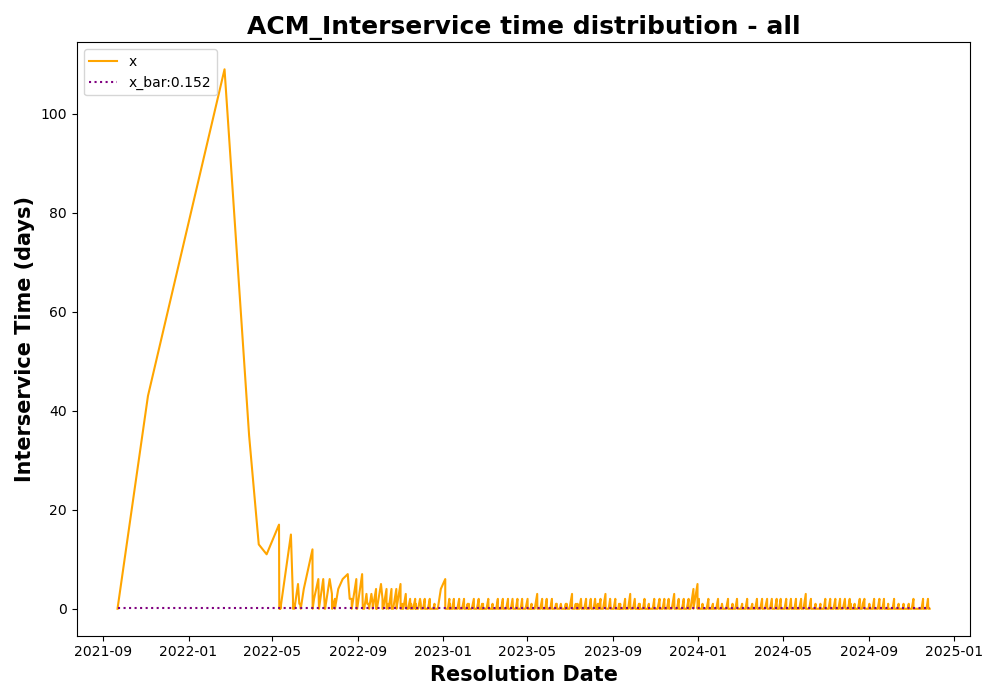 ACM_Interservice time distribution - all
x
x_bar:0.152
Interservice Time (days)
100
80
60
40
20
0
2021-09 2022-01 2022-05 2022-09 2023-01 2023-05 2023-09 2024-01 2024-05 2024-09 2025-01
Resolution Date